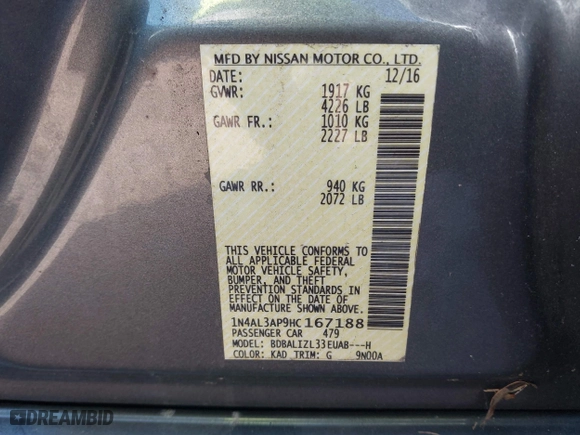 MFD BY NISSAN MOTOR CO., LTD.
DATE: 12/16
GVWR: 1917 KG
4226 LB
GAWR FR.: 1010 KG
2227 LB
GAWR RR.: 940 KG
2072 LB
THIS VEHICLE CONFORMS TO
ALL APPLICABLE FEDERAL
MOTOR VEHICLE SAFETY,
BUMPER, AND THEFT
PREVENTION STANDARDS IN
EFFECT ON THE DATE OF
MANUFACTURE SHOWN ABOVE.
1N4AL3AP9HC167188
PASSENGER CAR 479
MODEL: BDBALIZL33EUAB---H
COLOR: KAD TRIM: G 9N00A
DREAMBID